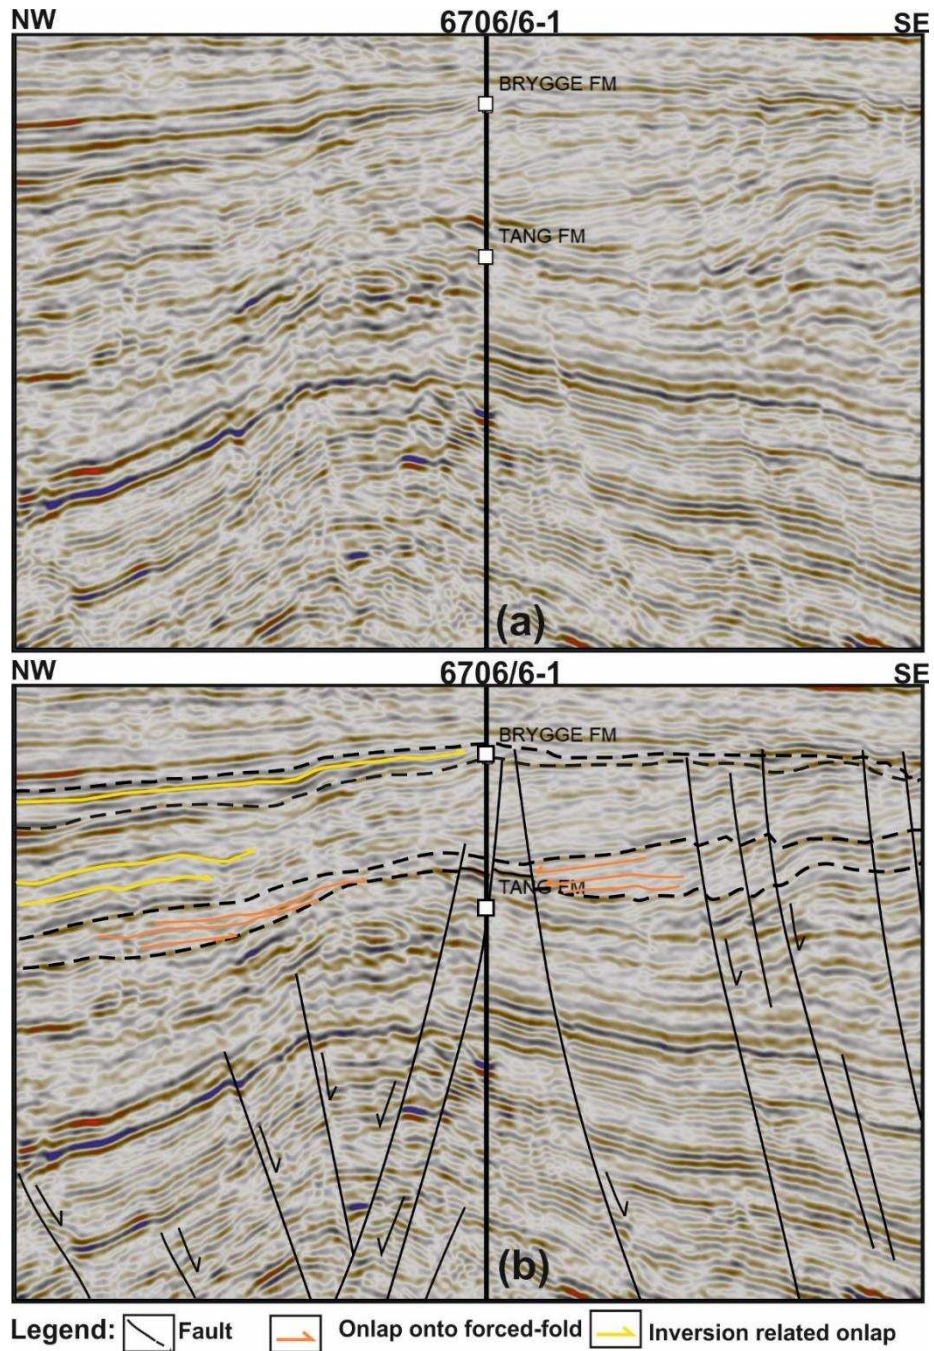 NW 6706/6-1 SE
BRYGGE FM
TANG FM
(a)
NW 6706/6-1 SE
BRYGGE FM
TANG FM
(b)
Legend: Fault Onlap onto forced-fold Inversion related onlap